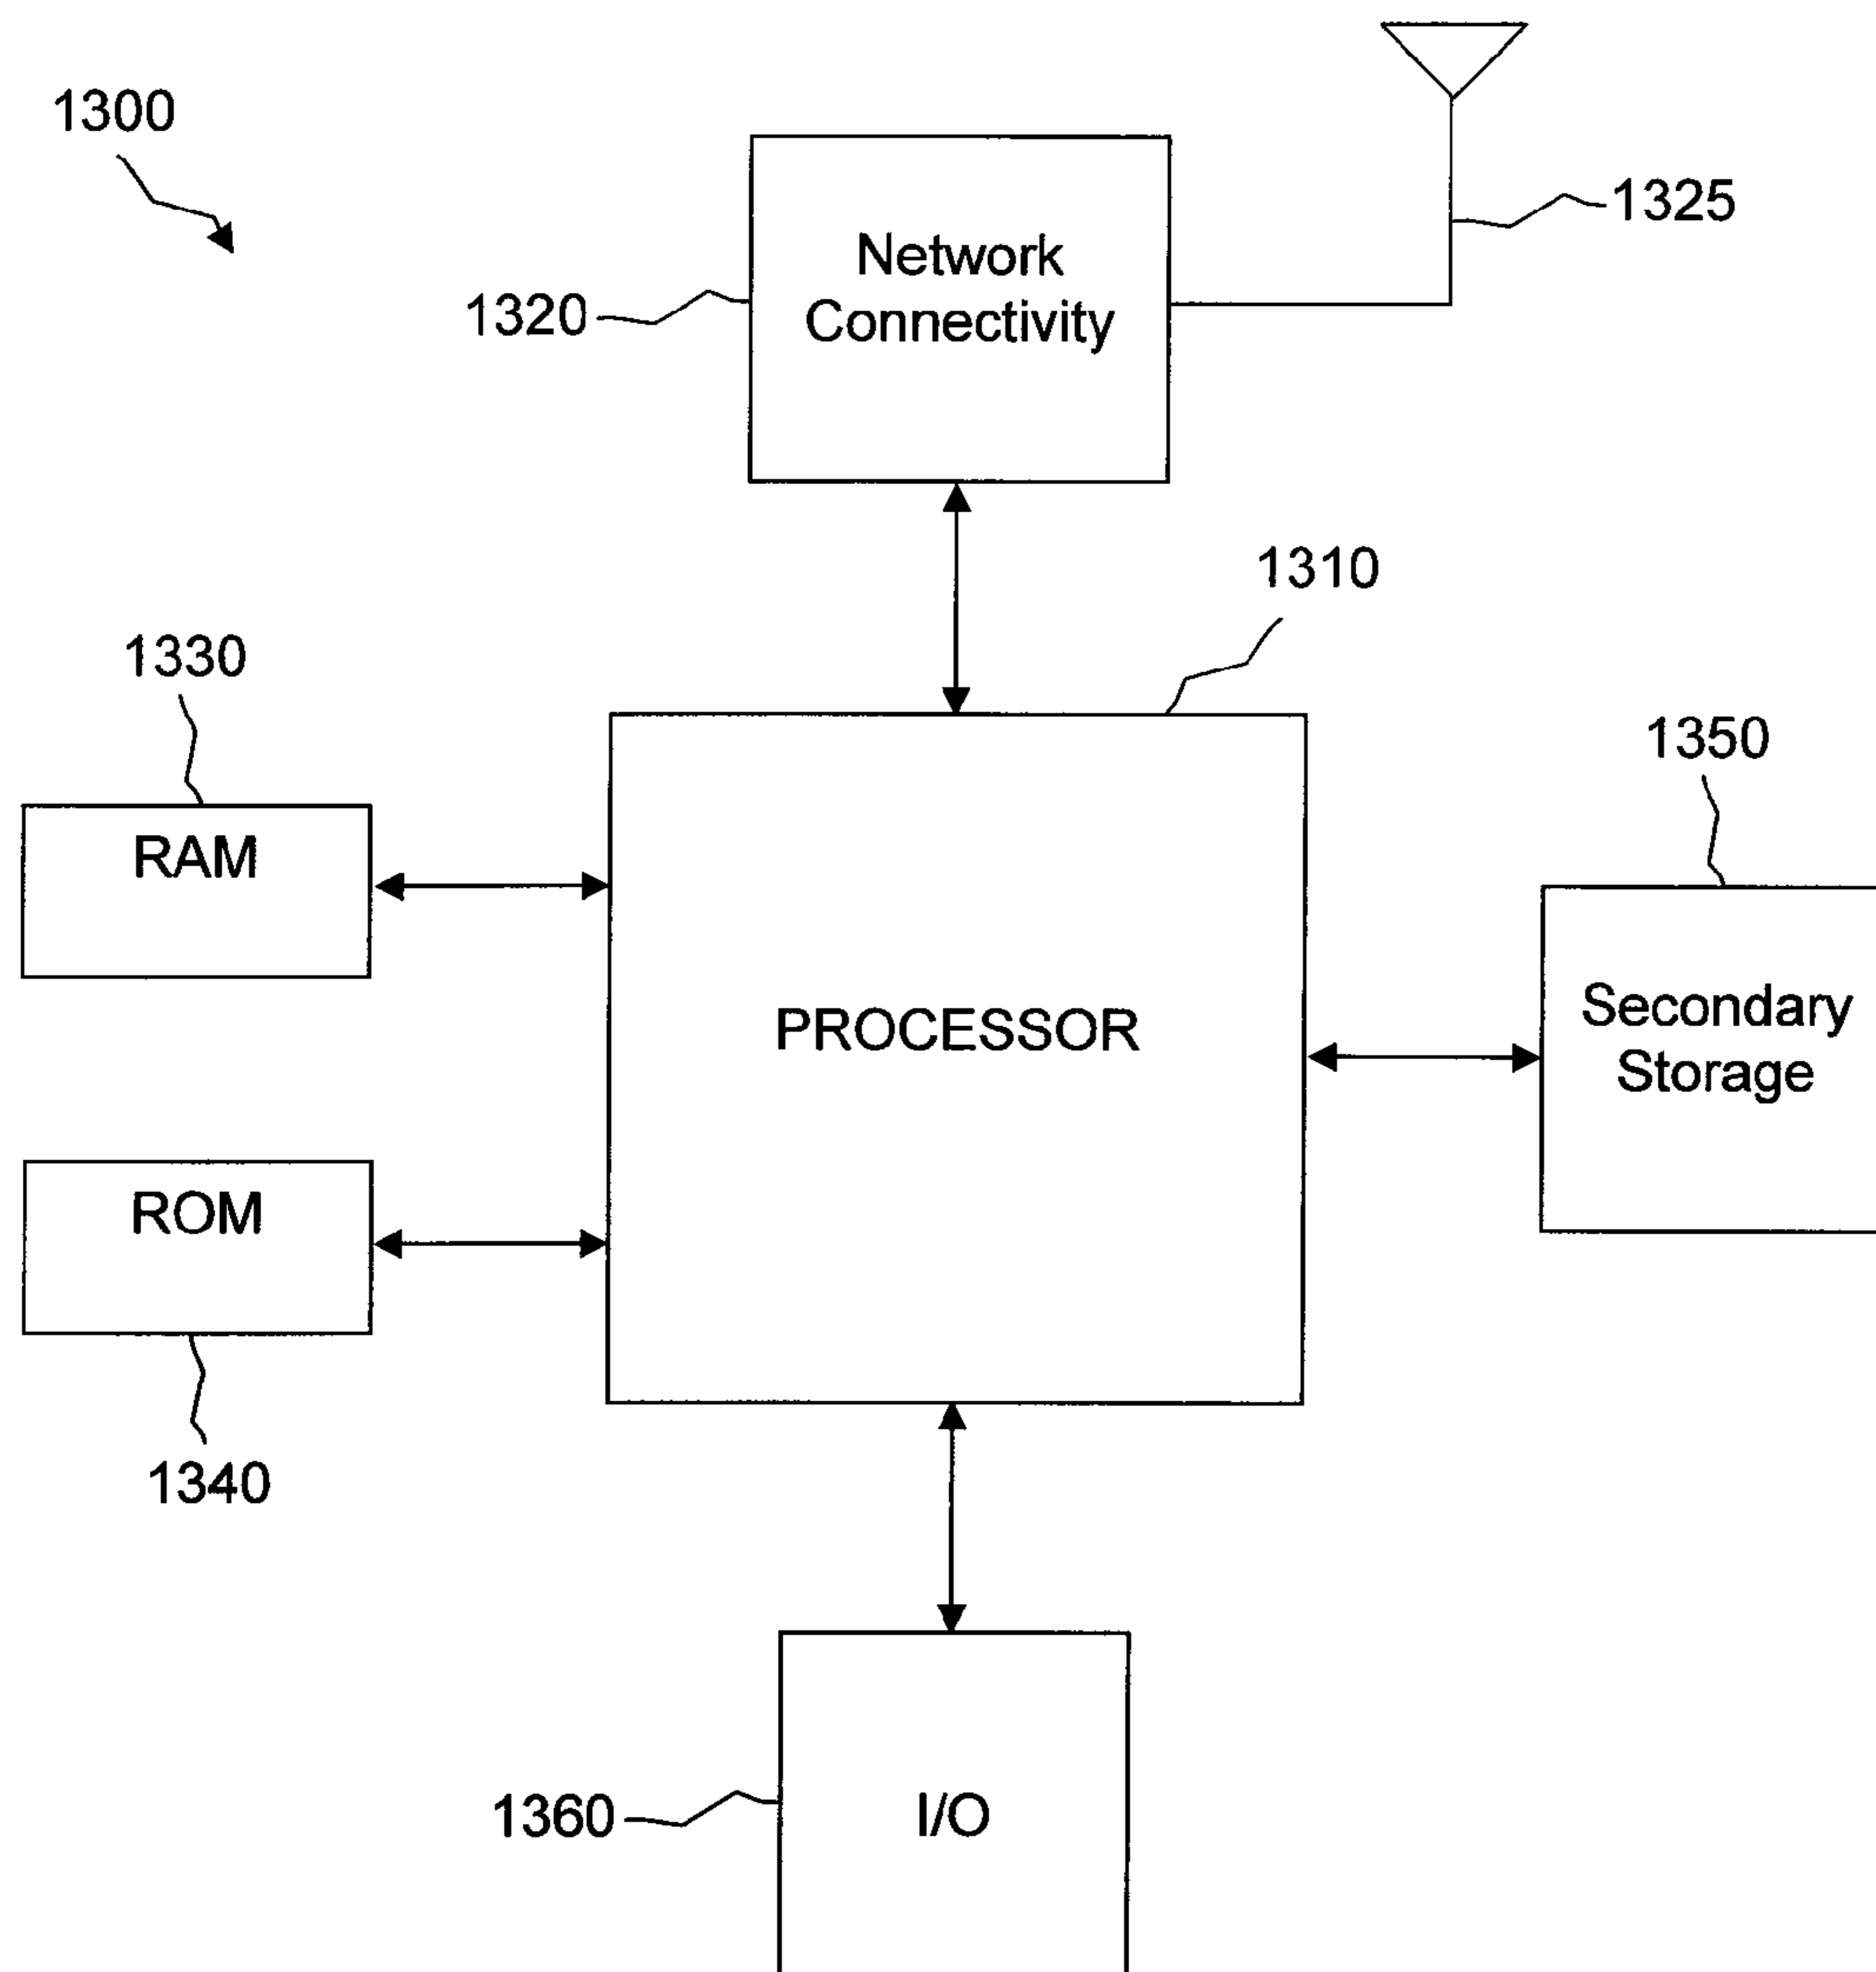 1300
1325
Network
Connectivity
1320
1310
1330
1350
RAM
Secondary
Storage
PROCESSOR
ROM
1340
1360
I/O